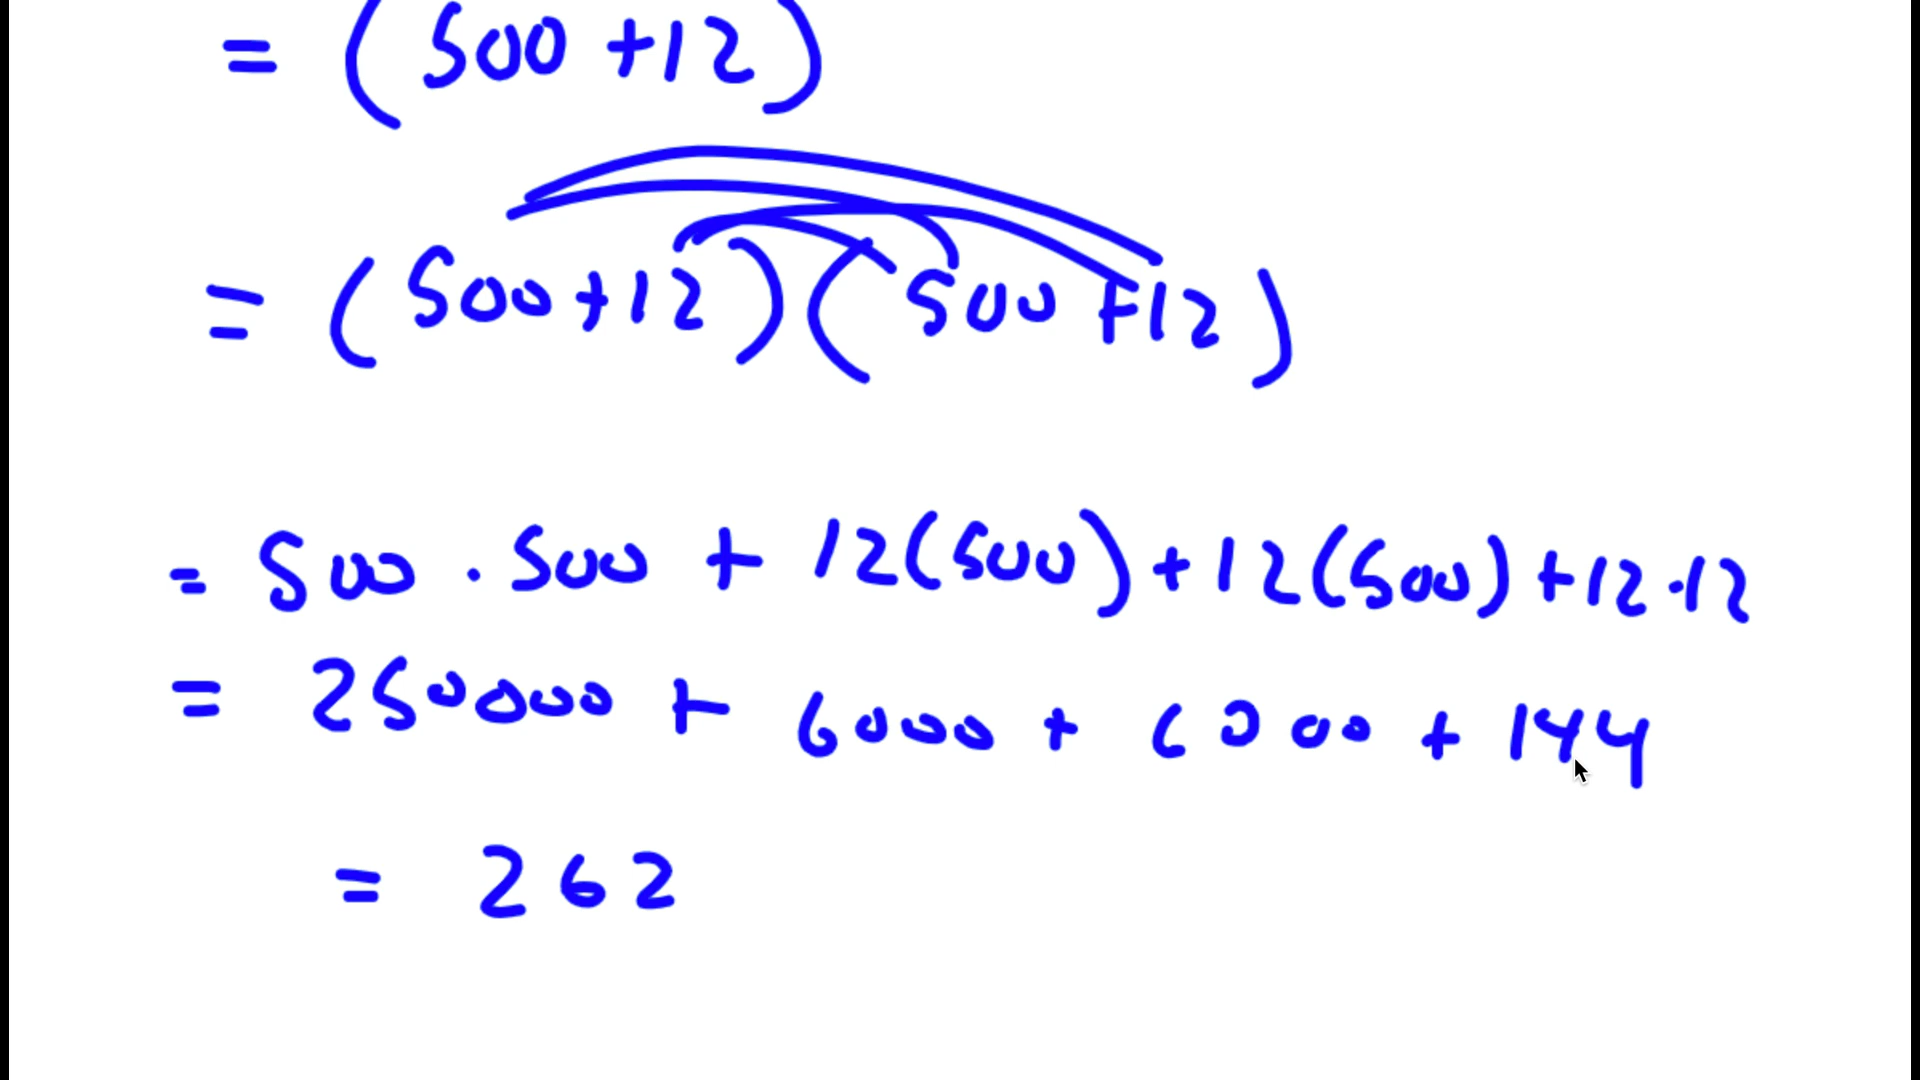 = (500 +12)
= (500+12)(500+12)
= 500 . 500 + 12(500) + 12(500) + 12 . 12
= 250000 + 6000 + 6000 + 144
= 262